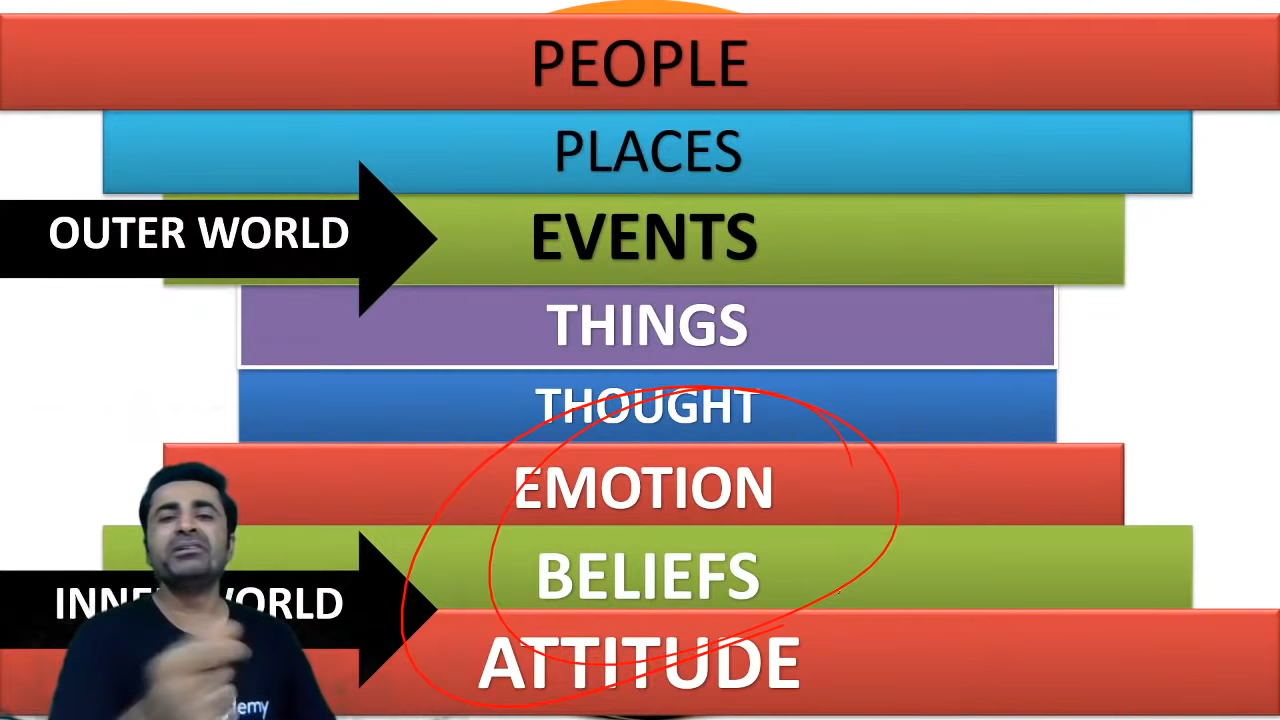 PEOPLE
PLACES
OUTER WORLD
EVENTS
THINGS
THOUGHT
EMOTION
BELIEFS
ATTITUDE